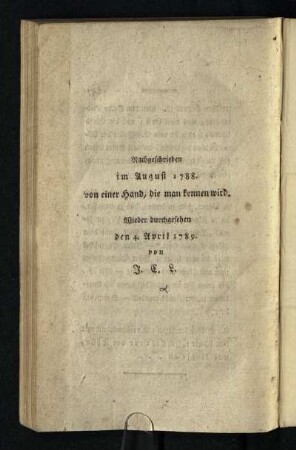 Nachgeschrieben
im August 1788.
von einer Hand, die man kennen wird.
Wieder durchgesehen
den 4. April 1789.
von
J. C. L.